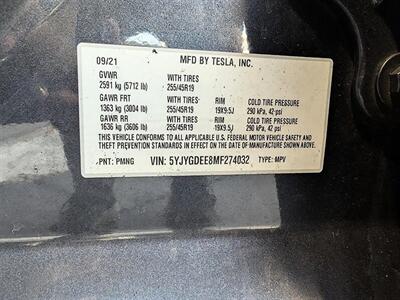 09/21 MFD BY TESLA, INC.
GVWR WITH TIRES
2591 kg (5712 lb) 255/45R19
GAWR FRT WITH TIRES RIM COLD TIRE PRESSURE
1363 kg (3004 lb) 255/45R19 19X9.5J 290 kPa, 42 psi
GAWR RR WITH TIRES RIM COLD TIRE PRESSURE
1636 kg (3606 lb) 255/45R19 19X9.5J 290 kPa, 42 psi
THIS VEHICLE CONFORMS TO ALL APPLICABLE U.S. FEDERAL MOTOR VEHICLE SAFETY AND
THEFT PREVENTION STANDARDS IN EFFECT ON THE DATE OF MANUFACTURE SHOWN ABOVE.
PNT: PMNG VIN: 5YJYGDEE8MF274032 TYPE: MPV